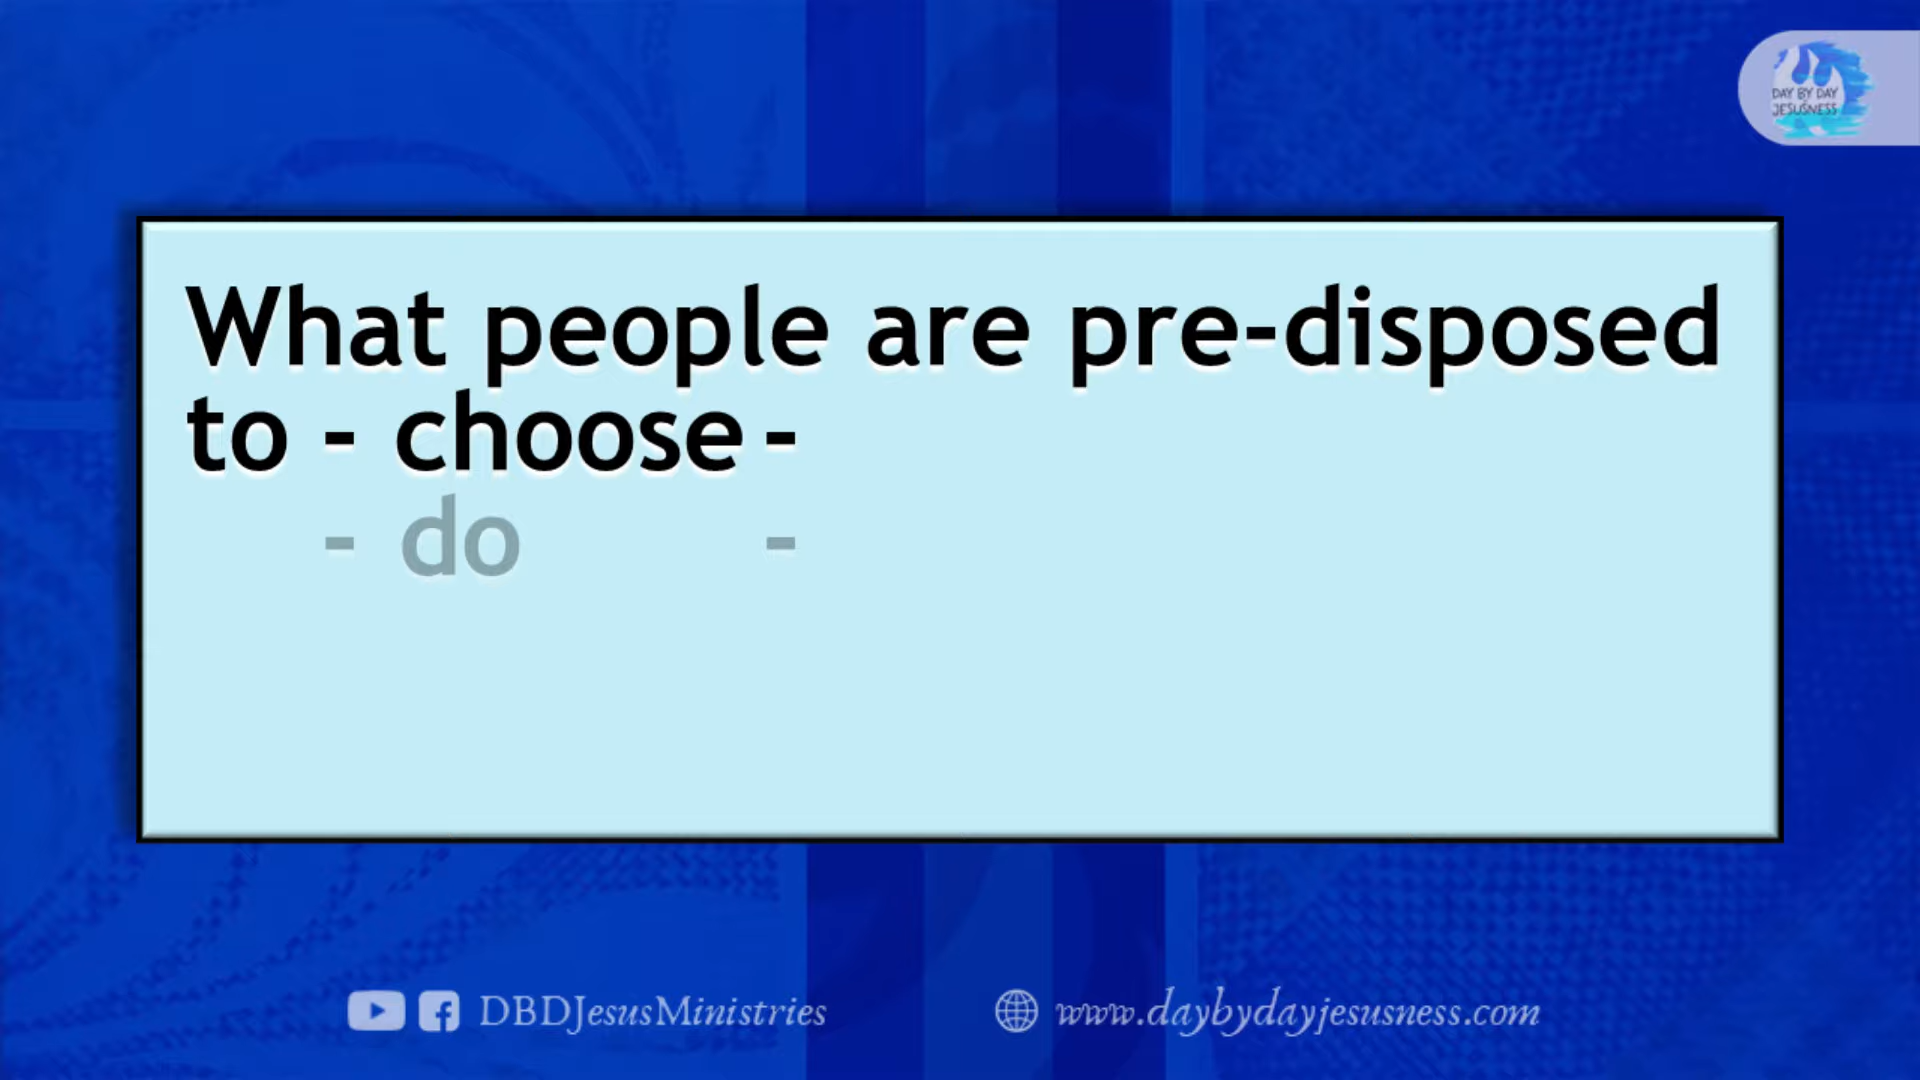 DAY BY DAY
JESUSNESS
What people are pre-disposed
to - choose -
- do -
DBDJesusMinistries
www.daybydayjesusness.com